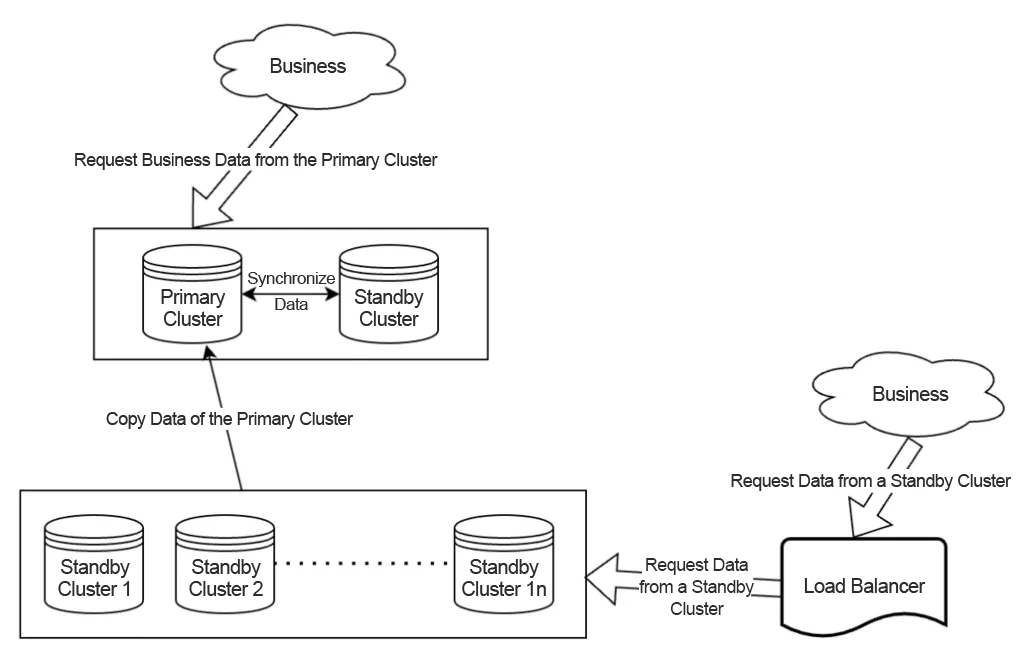 Business
Request Business Data from the Primary Cluster
Synchronize
Data
Primary
Cluster
Standby
Cluster
Copy Data of the Primary Cluster
Business
Request Data from a Standby Cluster
Standby
Cluster 1
Standby
Cluster 2
Standby
Cluster 1n
Request Data
from a Standby
Cluster
Load Balancer